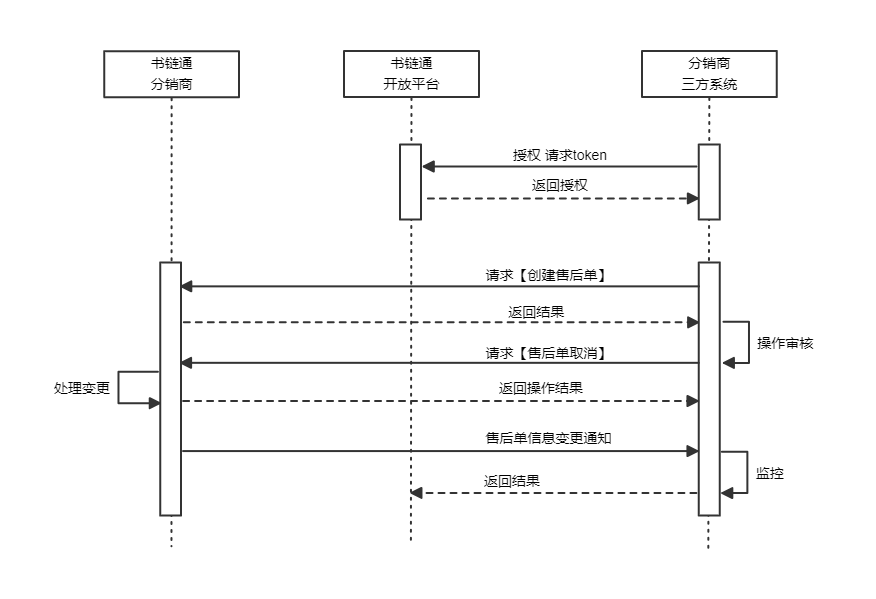 书链通
分销商
书链通
开放平台
分销商
三方系统
授权 请求token
返回授权
请求【创建售后单】
返回结果
操作审核
请求【售后单取消】
处理变更
返回操作结果
售后单信息变更通知
监控
返回结果